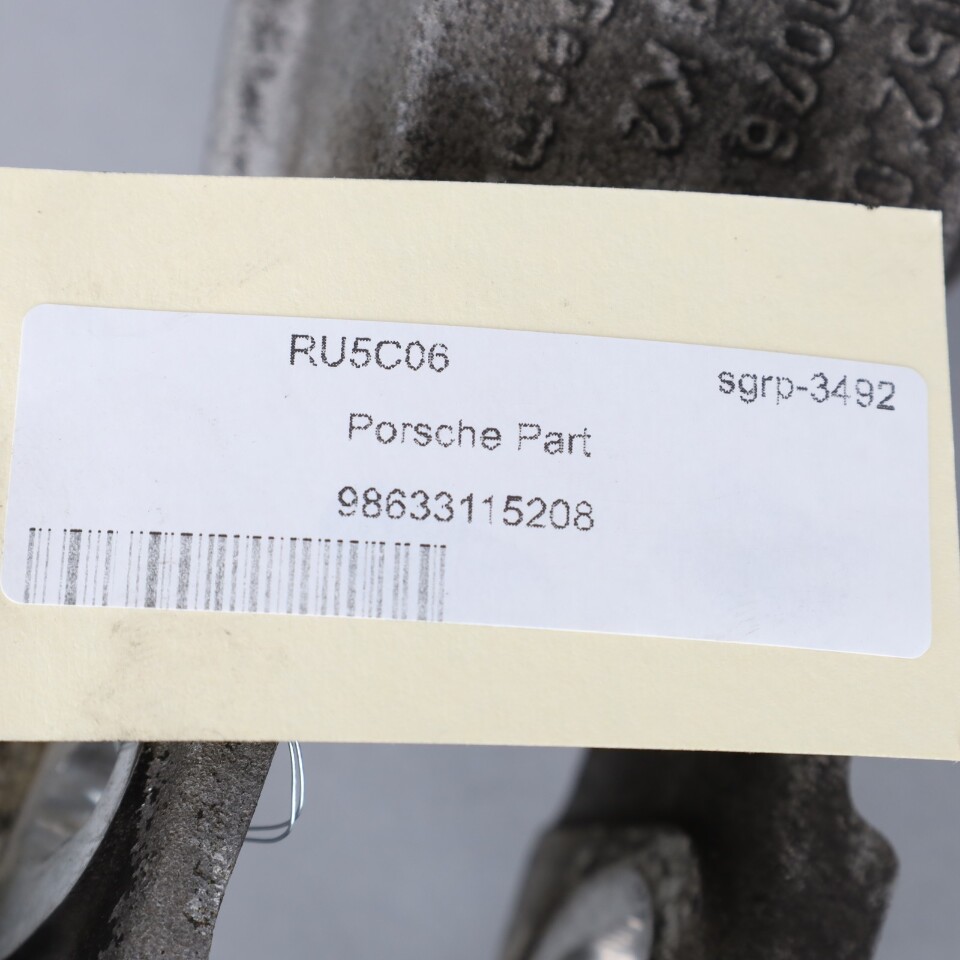 RU5C06
sgrp-3492
Porsche Part
98633115208